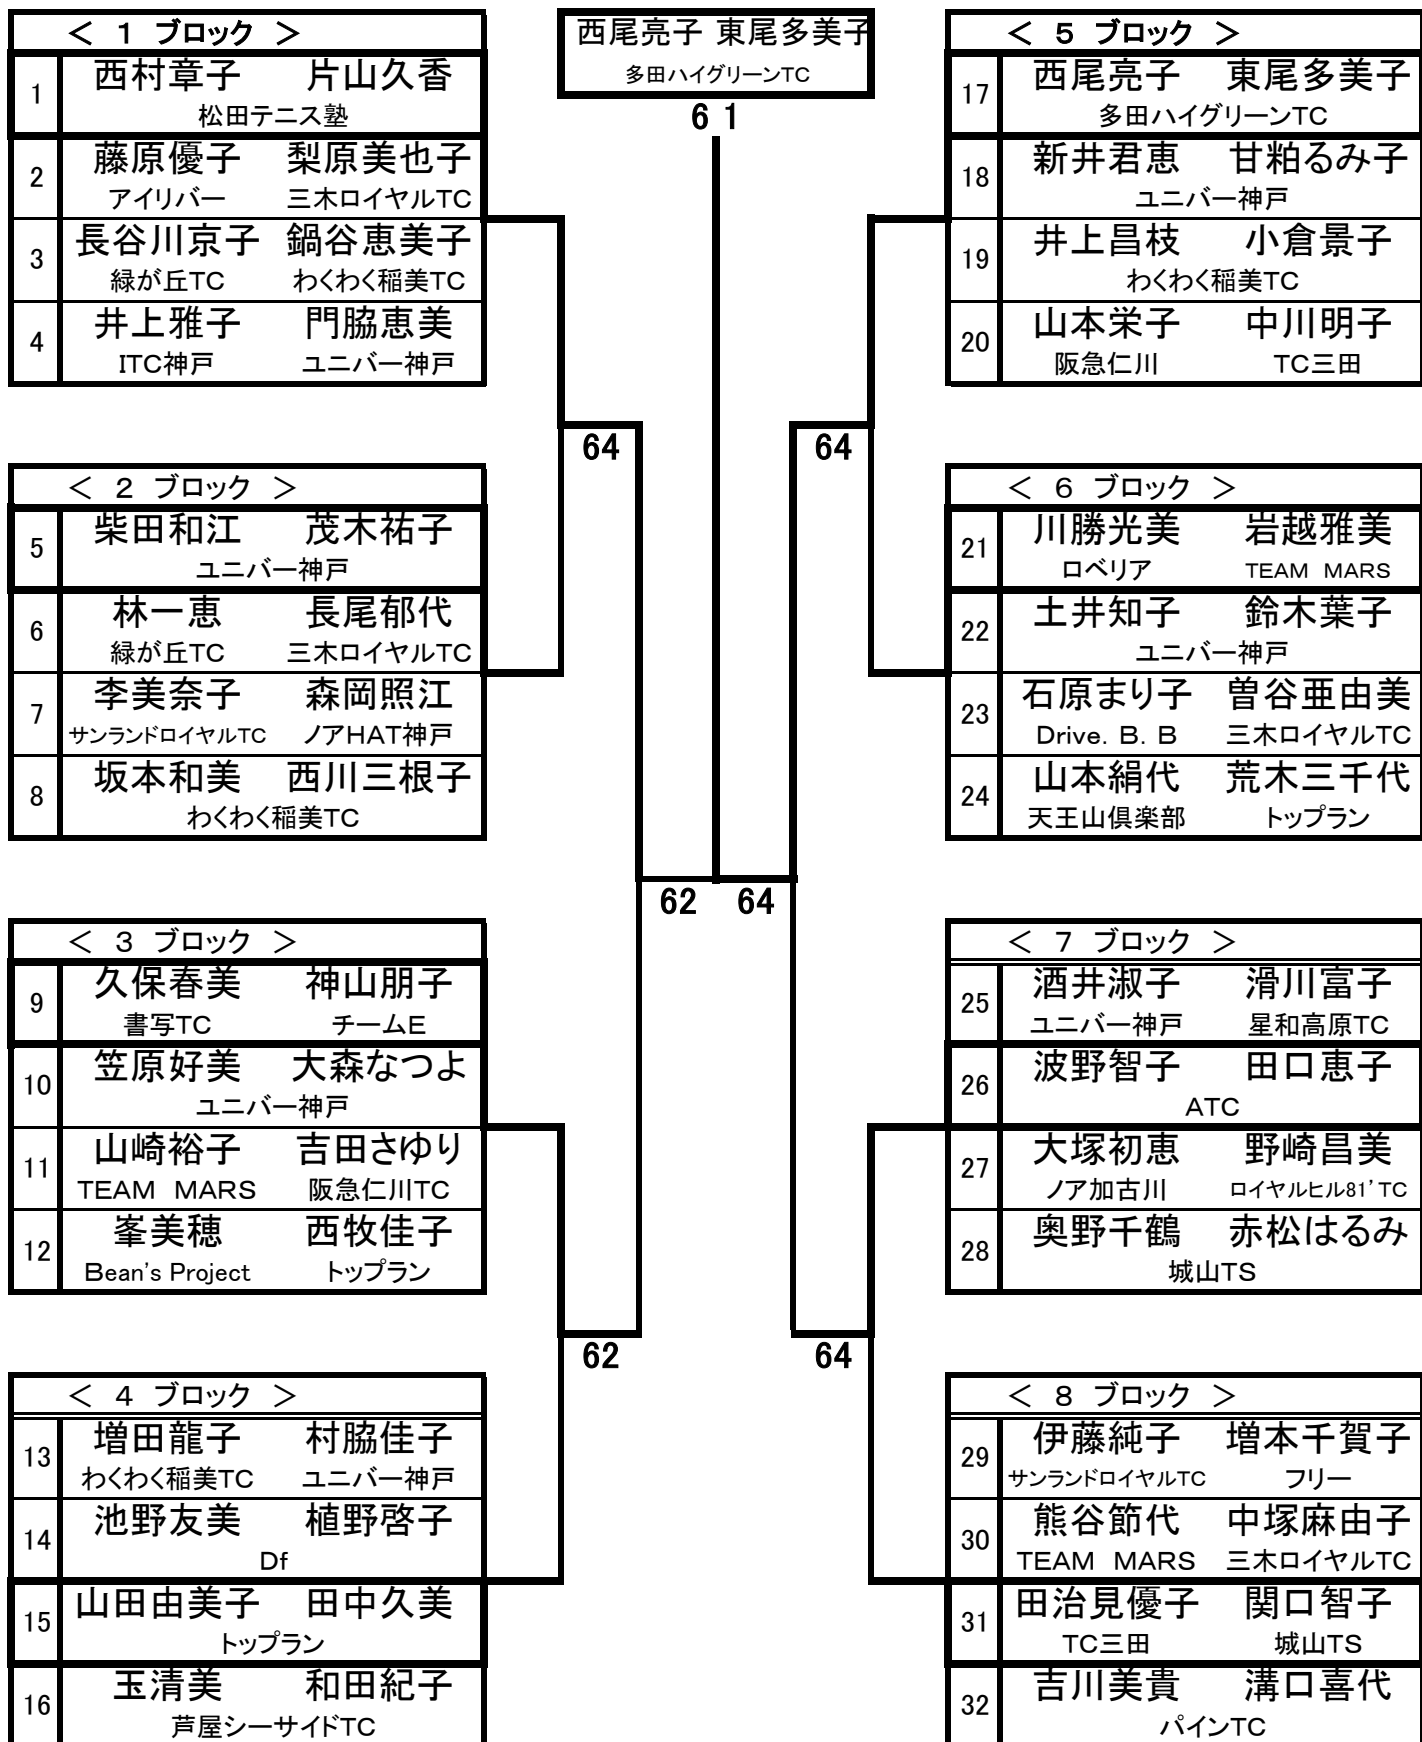 西尾亮子 東尾多美子
多田ハイグリーンTC
6 1
＜ 1 ブロック ＞
1 西村章子 片山久香
松田テニス塾
2 藤原優子 梨原美也子
アイリバー 三木ロイヤルTC
3 長谷川京子 鍋谷恵美子
緑が丘TC わくわく稲美TC
4 井上雅子 門脇恵美
ITC神戸 ユニバー神戸
64
＜ 2 ブロック ＞
5 柴田和江 茂木祐子
ユニバー神戸
6 林一恵 長尾郁代
緑が丘TC 三木ロイヤルTC
7 李美奈子 森岡照江
サンランドロイヤルTC ノアHAT神戸
8 坂本和美 西川三根子
わくわく稲美TC
62
＜ 3 ブロック ＞
9 久保春美 神山朋子
書写TC チームE
10 笠原好美 大森なつよ
ユニバー神戸
11 山崎裕子 吉田さゆり
TEAM MARS 阪急仁川TC
12 峯美穂 西牧佳子
Bean's Project トップラン
62
＜ 4 ブロック ＞
13 増田龍子 村脇佳子
わくわく稲美TC ユニバー神戸
14 池野友美 植野啓子
Df
15 山田由美子 田中久美
トップラン
16 玉清美 和田紀子
芦屋シーサイドTC
＜ 5 ブロック ＞
17 西尾亮子 東尾多美子
多田ハイグリーンTC
18 新井君恵 甘粕るみ子
ユニバー神戸
19 井上昌枝 小倉景子
わくわく稲美TC
20 山本栄子 中川明子
阪急仁川 TC三田
64
＜ 6 ブロック ＞
21 川勝光美 岩越雅美
ロベリア TEAM MARS
22 土井知子 鈴木葉子
ユニバー神戸
23 石原まり子 曽谷亜由美
Drive. B. B 三木ロイヤルTC
24 山本絹代 荒木三千代
天王山倶楽部 トップラン
64
＜ 7 ブロック ＞
25 酒井淑子 滑川富子
ユニバー神戸 星和高原TC
26 波野智子 田口恵子
ATC
27 大塚初恵 野崎昌美
ノア加古川 ロイヤルヒル81'TC
28 奥野千鶴 赤松はるみ
城山TS
64
＜ 8 ブロック ＞
29 伊藤純子 増本千賀子
サンランドロイヤルTC フリー
30 熊谷節代 中塚麻由子
TEAM MARS 三木ロイヤルTC
31 田治見優子 関口智子
TC三田 城山TS
32 吉川美貴 溝口喜代
パインTC